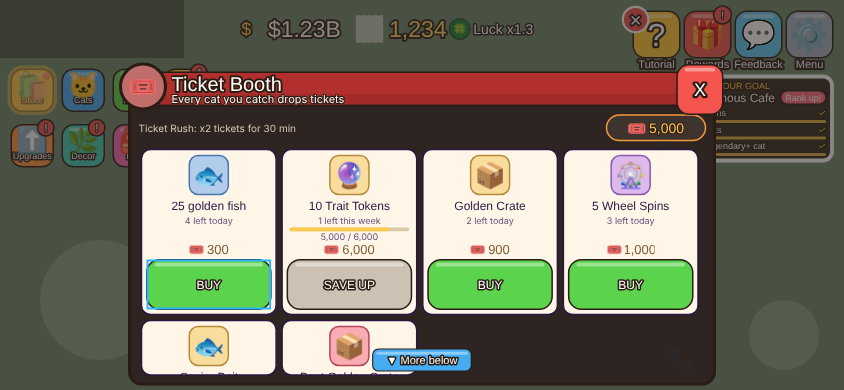 $ $1.23B 1,234 Luck x1.3
Tutorial Rewards Feedback Menu
Store Cats
Ticket Booth
Every cat you catch drops tickets
X
YOUR GOAL
Rank up!
Upgrades Decor
Ticket Rush: x2 tickets for 30 min
5,000
25 golden fish
4 left today
300
BUY
10 Trait Tokens
1 left this week
5,000 / 6,000
6,000
SAVE UP
Golden Crate
2 left today
900
BUY
5 Wheel Spins
3 left today
1,000
BUY
▼ More below